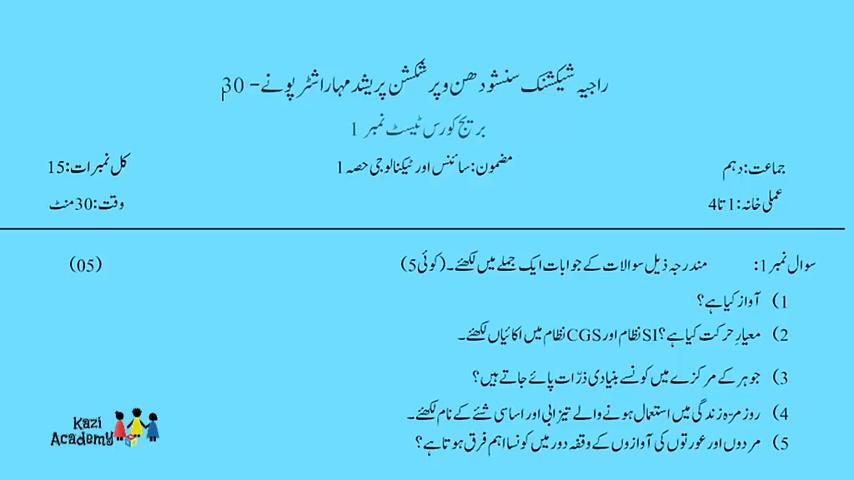 راجیہ شیکشنک سنشودھن و پرشکشن پریشد مہاراشٹر پونے - 30
بریج کورس ٹیسٹ نمبر 1
جماعت: دہم مضمون: سائنس اور ٹیکنالوجی حصہ 1 کل نمبرات: 15
عملی خانہ: 1 تا 4 وقت: 30 منٹ
سوال نمبر 1: مندرجہ ذیل سوالات کے جوابات ایک جملے میں لکھئے۔ (کوئی 5) (05)
1) آواز کیا ہے؟
2) معیارِ حرکت کیا ہے؟ SI نظام اور CGS نظام میں اکائیاں لکھئے۔
3) جوہر کے مرکزے میں کونسے بنیادی ذرّات پائے جاتے ہیں؟
4) روز مرّہ زندگی میں استعمال ہونے والے تیزابی اور اساسی شئے کے نام لکھئے۔
5) مردوں اور عورتوں کی آوازوں کے وقفہ دور میں کونسا اہم فرق ہوتا ہے؟
Kazi
Academy